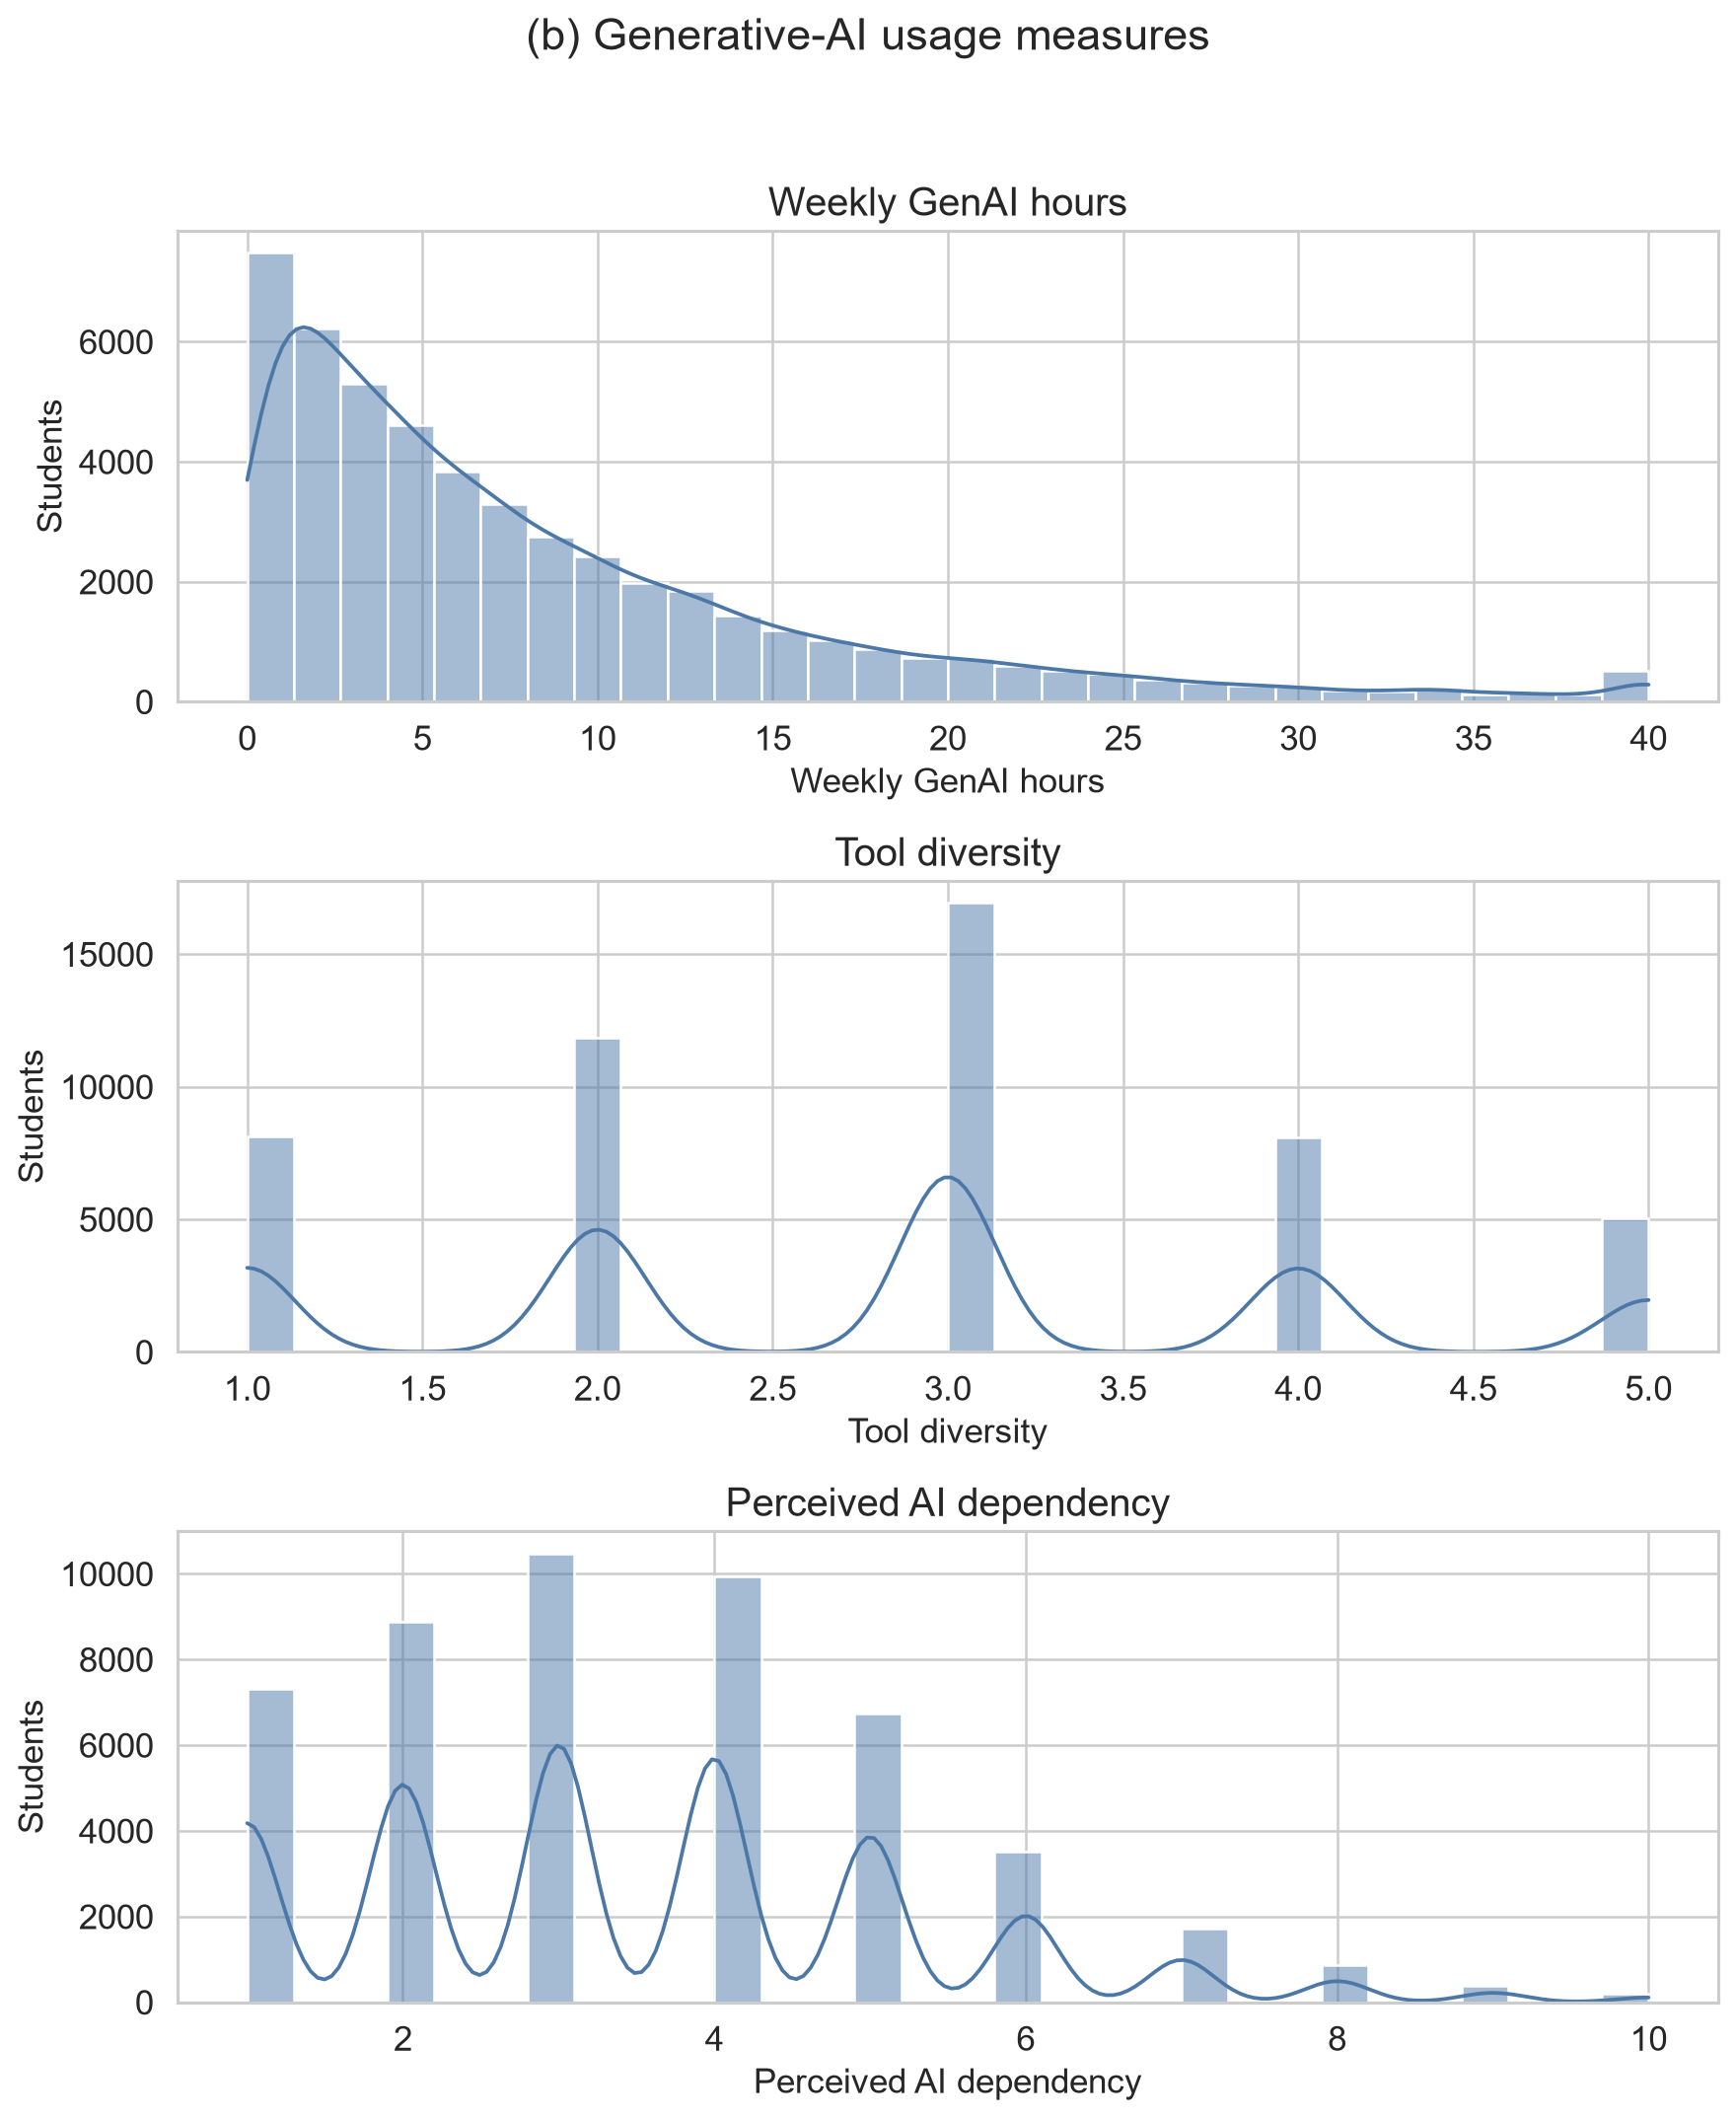 (b) Generative-AI usage measures
Weekly GenAI hours
Students
6000
4000
2000
0
0 5 10 15 20 25 30 35 40
Weekly GenAI hours
Tool diversity
Students
15000
10000
5000
0
1.0 1.5 2.0 2.5 3.0 3.5 4.0 4.5 5.0
Tool diversity
Perceived AI dependency
Students
10000
8000
6000
4000
2000
0
2 4 6 8 10
Perceived AI dependency